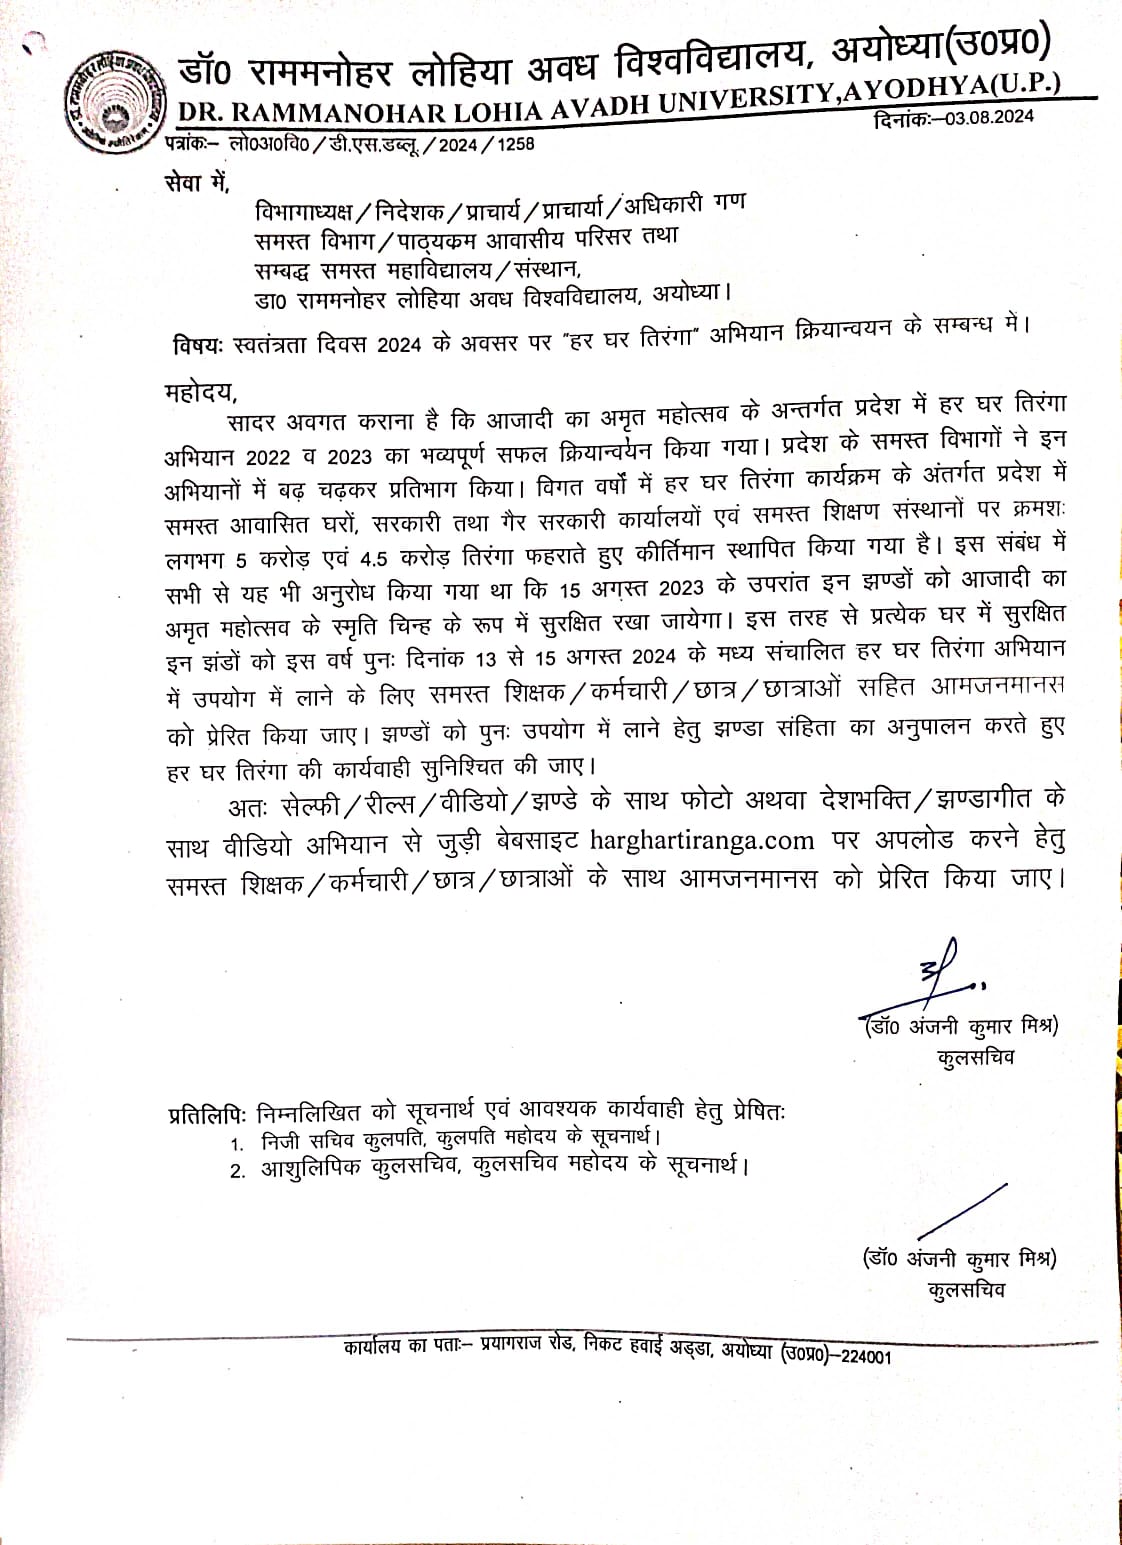 डॉ0 राममनोहर लोहिया अवध विश्वविद्यालय, अयोध्या(उ0प्र0)
DR. RAMMANOHAR LOHIA AVADH UNIVERSITY,AYODHYA(U.P.)
दिनांकः–03.08.2024
पत्रांकः– लो0अ0वि0/डी.एस.डब्लू./2024/1258
सेवा में,
विभागाध्यक्ष/निदेशक/प्राचार्य/प्राचार्या/अधिकारी गण
समस्त विभाग/पाठ्यकम आवासीय परिसर तथा
सम्बद्ध समस्त महाविद्यालय/संस्थान,
डा0 राममनोहर लोहिया अवध विश्वविद्यालय, अयोध्या।
विषयः स्वतंत्रता दिवस 2024 के अवसर पर "हर घर तिरंगा" अभियान क्रियान्वयन के सम्बन्ध में।
महोदय,
सादर अवगत कराना है कि आजादी का अमृत महोत्सव के अन्तर्गत प्रदेश में हर घर तिरंगा
अभियान 2022 व 2023 का भव्यपूर्ण सफल क्रियान्वयन किया गया। प्रदेश के समस्त विभागों ने इन
अभियानों में बढ़ चढ़कर प्रतिभाग किया। विगत वर्षों में हर घर तिरंगा कार्यक्रम के अंतर्गत प्रदेश में
समस्त आवासित घरों, सरकारी तथा गैर सरकारी कार्यालयों एवं समस्त शिक्षण संस्थानों पर क्रमशः
लगभग 5 करोड़ एवं 4.5 करोड़ तिरंगा फहराते हुए कीर्तिमान स्थापित किया गया है। इस संबंध में
सभी से यह भी अनुरोध किया गया था कि 15 अगस्त 2023 के उपरांत इन झण्डों को आजादी का
अमृत महोत्सव के स्मृति चिन्ह के रूप में सुरक्षित रखा जायेगा। इस तरह से प्रत्येक घर में सुरक्षित
इन झंडों को इस वर्ष पुनः दिनांक 13 से 15 अगस्त 2024 के मध्य संचालित हर घर तिरंगा अभियान
में उपयोग में लाने के लिए समस्त शिक्षक/कर्मचारी/छात्र/छात्राओं सहित आमजनमानस
को प्रेरित किया जाए। झण्डों को पुनः उपयोग में लाने हेतु झण्डा संहिता का अनुपालन करते हुए
हर घर तिरंगा की कार्यवाही सुनिश्चित की जाए।
अतः सेल्फी/रील्स/वीडियो/झण्डे के साथ फोटो अथवा देशभक्ति/झण्डागीत के
साथ वीडियो अभियान से जुड़ी बेबसाइट harghartiranga.com पर अपलोड करने हेतु
समस्त शिक्षक/कर्मचारी/छात्र/छात्राओं के साथ आमजनमानस को प्रेरित किया जाए।
(डॉ0 अंजनी कुमार मिश्र)
कुलसचिव
प्रतिलिपिः निम्नलिखित को सूचनार्थ एवं आवश्यक कार्यवाही हेतु प्रेषितः
1. निजी सचिव कुलपति, कुलपति महोदय के सूचनार्थ।
2. आशुलिपिक कुलसचिव, कुलसचिव महोदय के सूचनार्थ।
(डॉ0 अंजनी कुमार मिश्र)
कुलसचिव
कार्यालय का पताः– प्रयागराज रोड, निकट हवाई अड्डा, अयोध्या (उ0प्र0)–224001